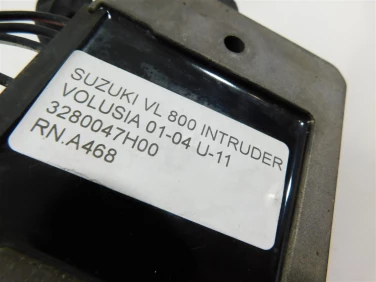 SUZUKI VL 800 INTRUDER
VOLUSIA 01-04 U-11
3280047H00
RN.A468